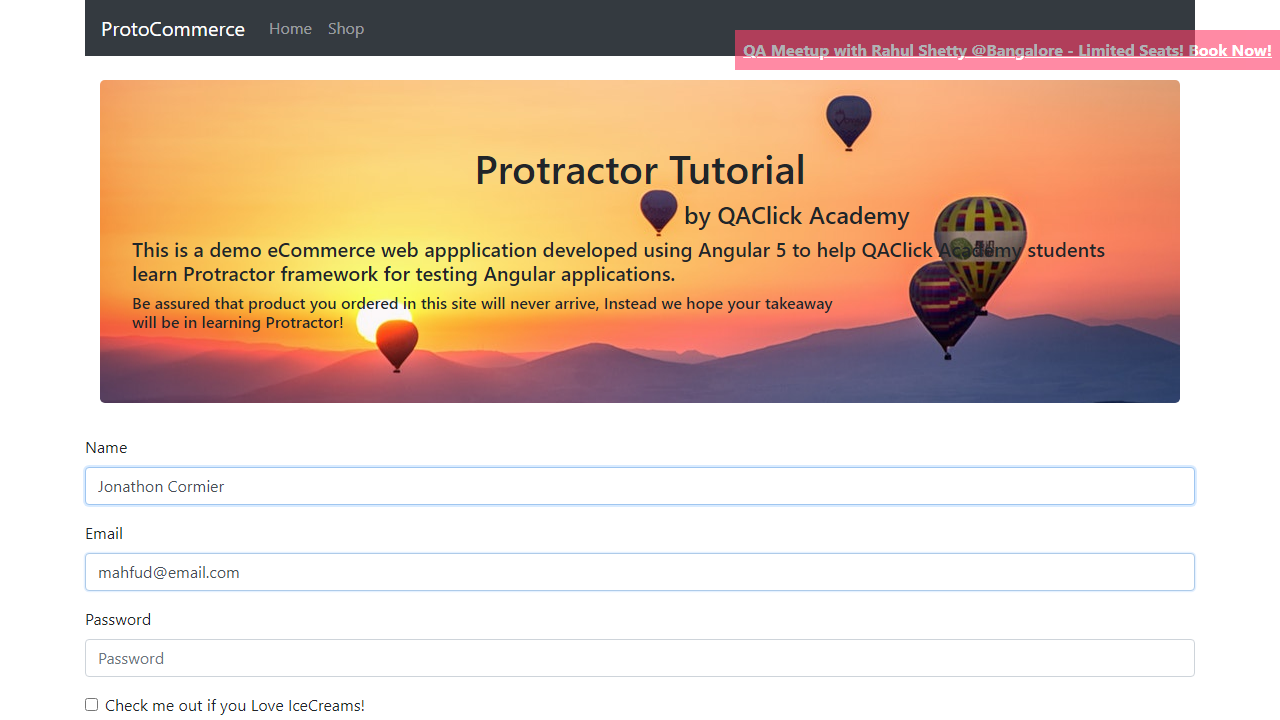 ProtoCommerce Home Shop
QA Meetup with Rahul Shetty @Bangalore - Limited Seats! Book Now!
Protractor Tutorial
by QAClick Academy
This is a demo eCommerce web appplication developed using Angular 5 to help QAClick Academy students
learn Protractor framework for testing Angular applications.
Be assured that product you ordered in this site will never arrive, Instead we hope your takeaway
will be in learning Protractor!
Name
Jonathon Cormier
Email
mahfud@email.com
Password
Password
Check me out if you Love IceCreams!